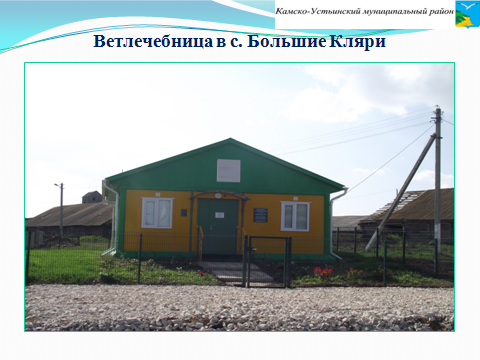 Камско-Устьинский муниципальный район
Ветлечебница в с. Большие Кляри